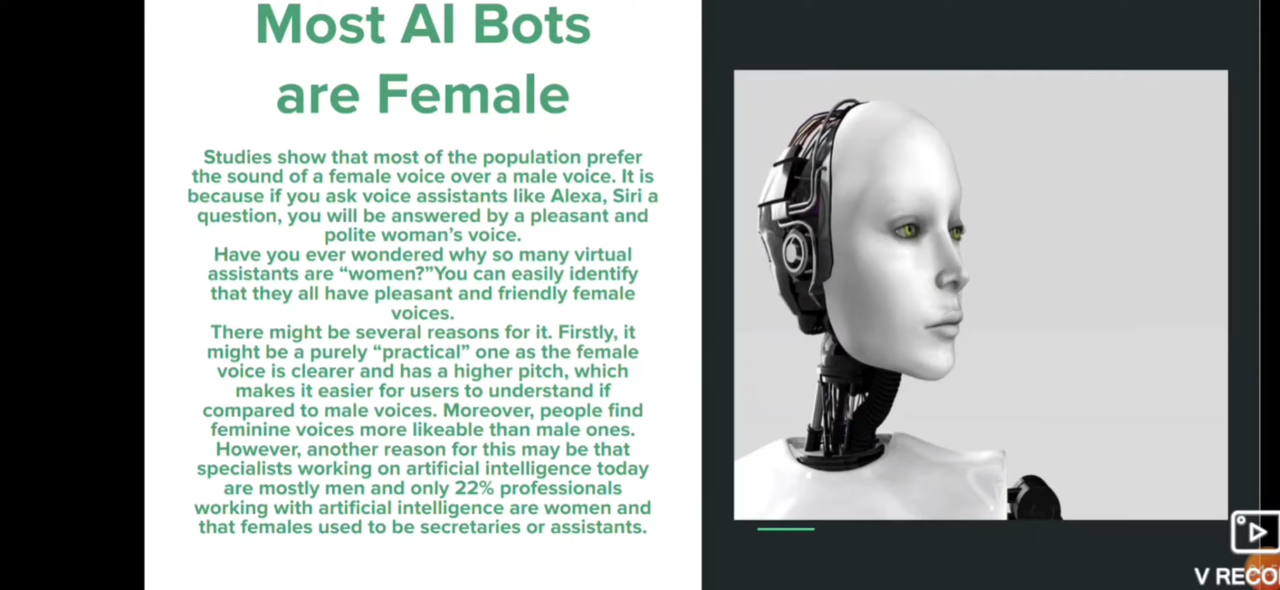 Most AI Bots
are Female
Studies show that most of the population prefer
the sound of a female voice over a male voice. It is
because if you ask voice assistants like Alexa, Siri a
question, you will be answered by a pleasant and
polite woman's voice.
Have you ever wondered why so many virtual
assistants are “women?”You can easily identify
that they all have pleasant and friendly female
voices.
There might be several reasons for it. Firstly, it
might be a purely “practical” one as the female
voice is clearer and has a higher pitch, which
makes it easier for users to understand if
compared to male voices. Moreover, people find
feminine voices more likeable than male ones.
However, another reason for this may be that
specialists working on artificial intelligence today
are mostly men and only 22% professionals
working with artificial intelligence are women and
that females used to be secretaries or assistants.
V RECO